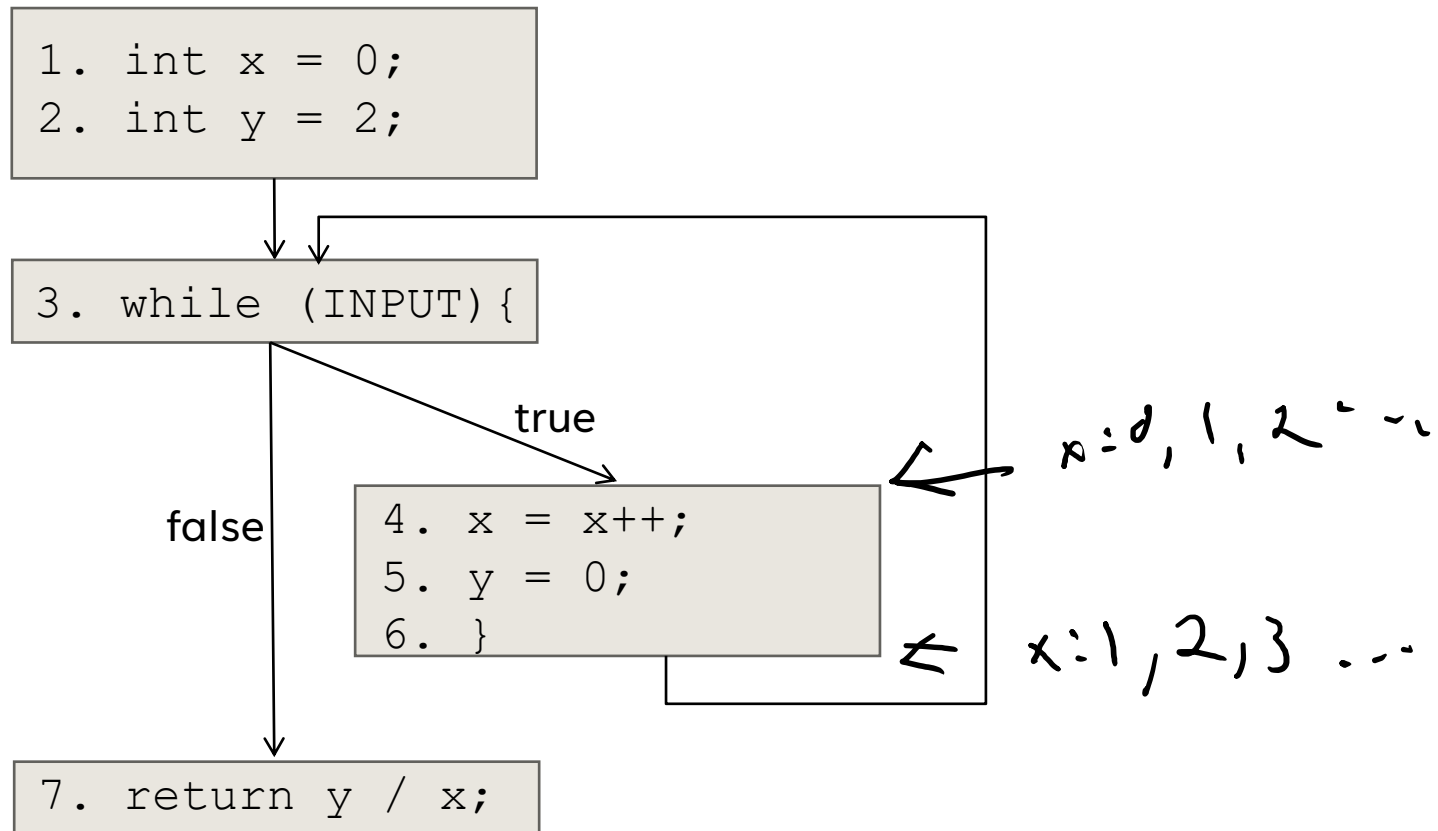 1. int x = 0;
2. int y = 2;
3. while (INPUT){
true
x: 0, 1, 2 ...
false
4. x = x++;
5. y = 0;
6. }
x: 1, 2, 3 ...
7. return y / x;